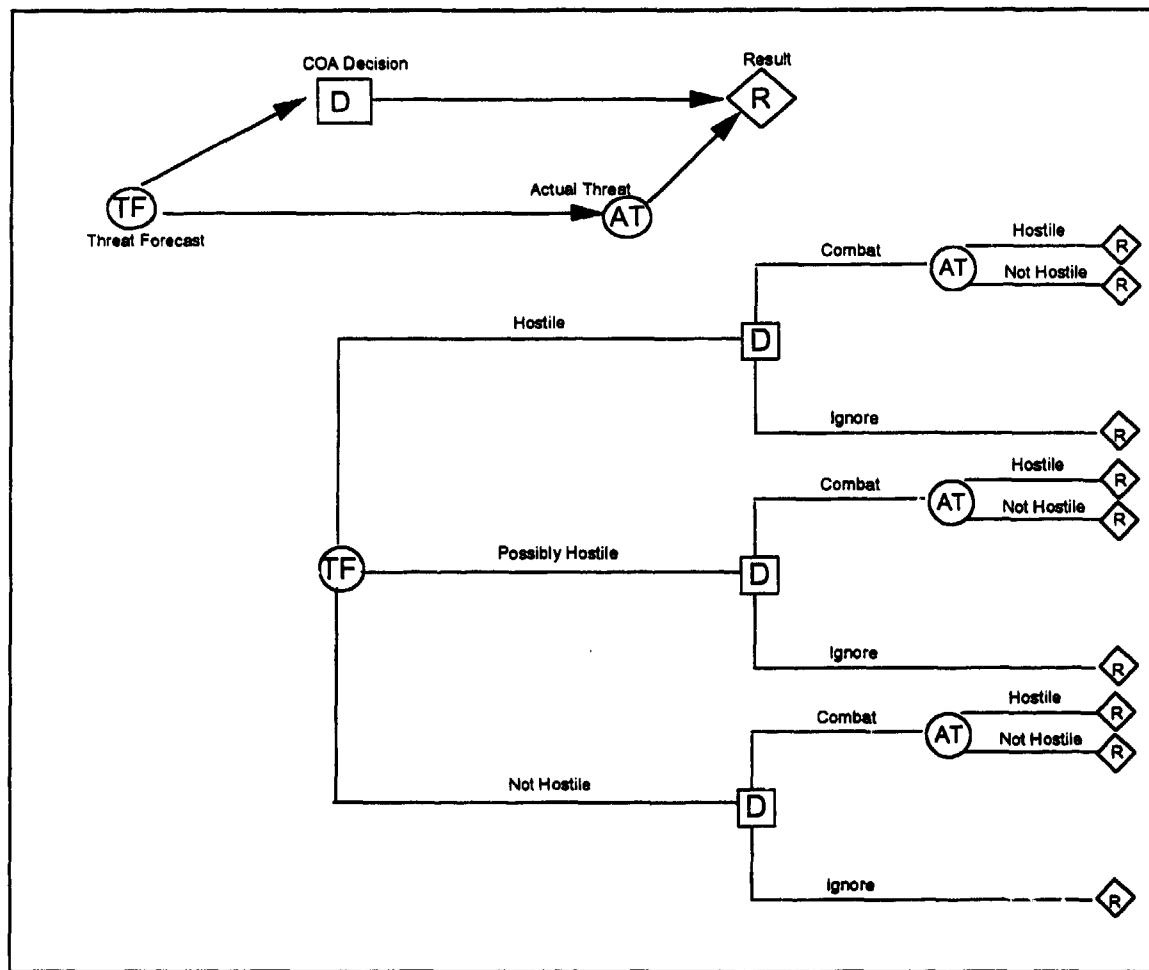 COA Decision
Result
D
R
Actual Threat
TF
AT
Threat Forecast
Hostile
Combat
AT
R
Not Hostile
R
Hostile
D
Ignore
R
Hostile
Combat
AT
R
Not Hostile
R
Possibly Hostile
TF
D
Ignore
R
Hostile
Combat
AT
R
Not Hostile
R
Not Hostile
D
Ignore
R